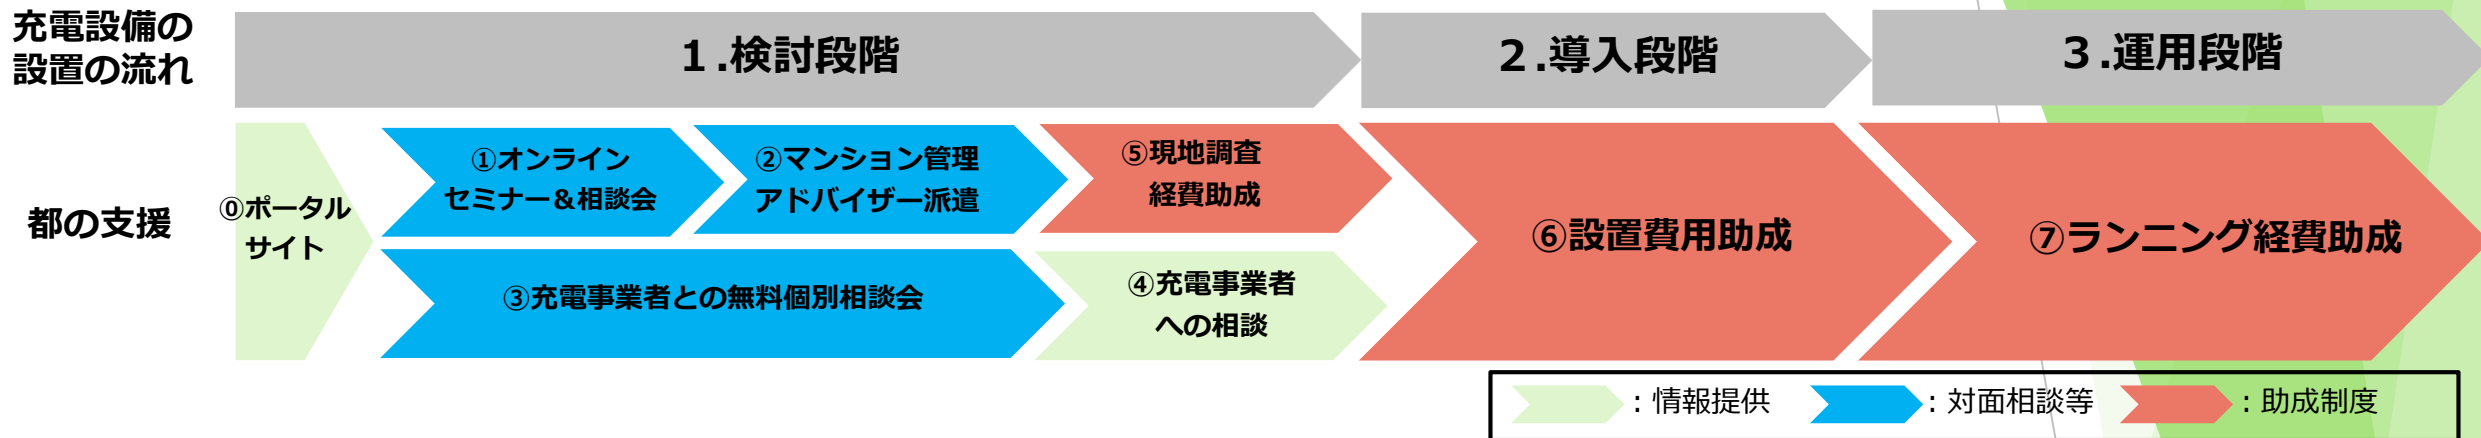 充電設備の
設置の流れ
１.検討段階
２.導入段階
３.運用段階
都の支援
⓪ポータル
サイト
①オンライン
セミナー＆相談会
②マンション管理
アドバイザー派遣
⑤現地調査
経費助成
③充電事業者との無料個別相談会
④充電事業者
への相談
⑥設置費用助成
⑦ランニング経費助成
：情報提供
：対面相談等
：助成制度